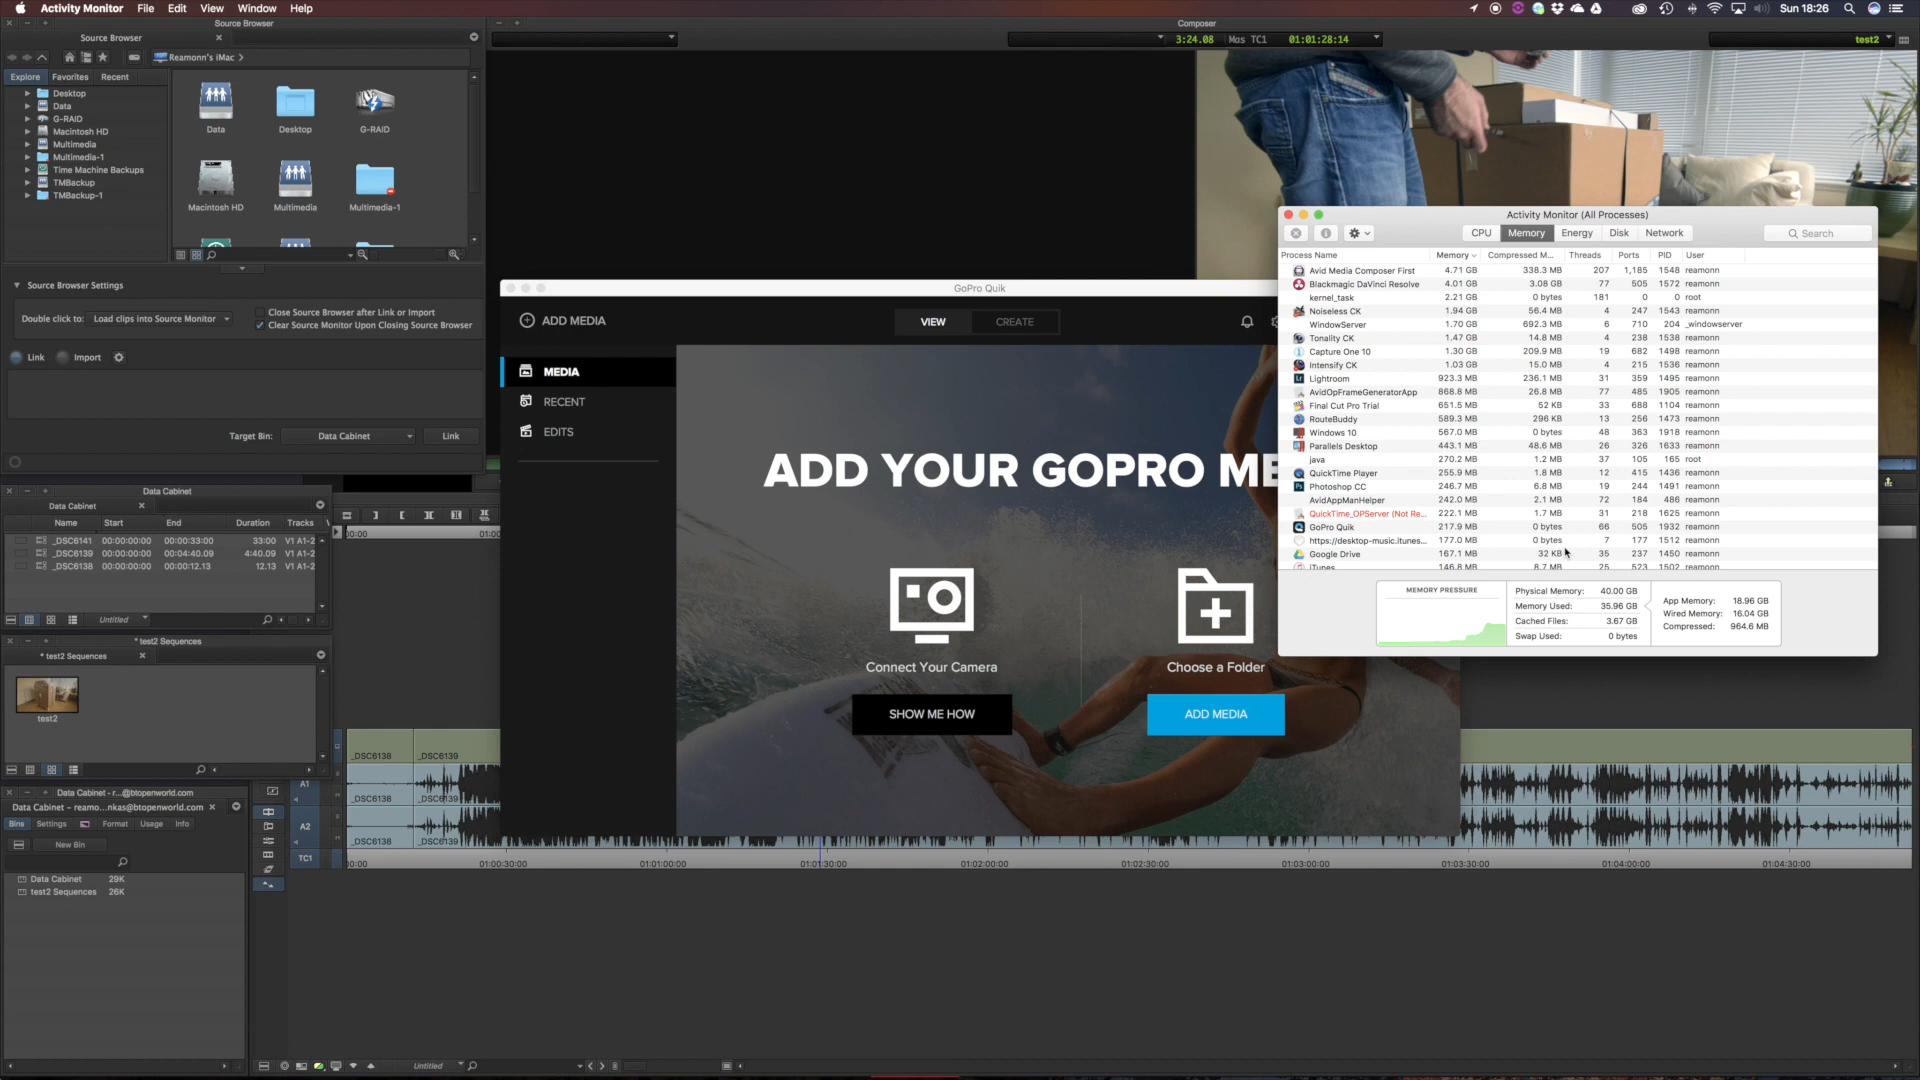 Activity Monitor File Edit View Window Help
Sun 18:26
Source Browser
Composer
Source Browser
3:24.08 Mas TC1 01:01:28:14
test2
Reamonn's iMac
Explore Favorites Recent
Desktop
Data
G-RAID
Macintosh HD
Multimedia
Multimedia-1
Time Machine Backups
TMBackup
TMBackup-1
Data Desktop G-RAID
Macintosh HD Multimedia Multimedia-1
Source Browser Settings
Double click to: Load clips into Source Monitor
Close Source Browser after Link or Import
Clear Source Monitor Upon Closing Source Browser
Link Import
Target Bin: Data Cabinet Link
Data Cabinet
Data Cabinet
Name Start End Duration Tracks
_DSC6141 00:00:00:00 00:00:33:00 33:00 V1 A1-2
_DSC6139 00:00:00:00 00:04:40.09 4:40.09 V1 A1-2
_DSC6138 00:00:00:00 00:00:12.13 12.13 V1 A1-2
Untitled
* test2 Sequences
* test2 Sequences
test2
Data Cabinet - r...@btopenworld.com
Data Cabinet – reamo...nkas@btopenworld.com
Bins Settings Format Usage Info
New Bin
Data Cabinet 29K
test2 Sequences 26K
GoPro Quik
ADD MEDIA
VIEW CREATE
MEDIA
RECENT
EDITS
ADD YOUR GOPRO ME
Connect Your Camera
Choose a Folder
SHOW ME HOW
ADD MEDIA
Activity Monitor (All Processes)
CPU Memory Energy Disk Network
Search
Process Name Memory Compressed M... Threads Ports PID User
Avid Media Composer First 4.71 GB 338.3 MB 207 1,185 1548 reamonn
Blackmagic DaVinci Resolve 4.01 GB 3.08 GB 77 505 1572 reamonn
kernel_task 2.21 GB 0 bytes 181 0 0 root
Noiseless CK 1.94 GB 56.4 MB 4 247 1543 reamonn
WindowServer 1.70 GB 692.3 MB 6 710 204 _windowserver
Tonality CK 1.47 GB 14.8 MB 4 238 1538 reamonn
Capture One 10 1.30 GB 209.9 MB 19 682 1498 reamonn
Intensify CK 1.03 GB 15.0 MB 4 215 1536 reamonn
Lightroom 923.3 MB 236.1 MB 31 359 1495 reamonn
AvidOpFrameGeneratorApp 868.8 MB 26.8 MB 77 485 1905 reamonn
Final Cut Pro Trial 651.5 MB 52 KB 33 688 1104 reamonn
RouteBuddy 589.3 MB 296 KB 13 256 1473 reamonn
Windows 10 567.0 MB 0 bytes 48 363 1918 reamonn
Parallels Desktop 443.1 MB 48.6 MB 26 326 1633 reamonn
java 270.2 MB 1.2 MB 37 105 165 root
QuickTime Player 255.9 MB 1.8 MB 12 415 1436 reamonn
Photoshop CC 246.7 MB 6.8 MB 19 244 1491 reamonn
AvidAppManHelper 242.0 MB 2.1 MB 72 184 486 reamonn
QuickTime_OPServer (Not Re... 222.1 MB 1.7 MB 31 218 1625 reamonn
GoPro Quik 217.9 MB 0 bytes 66 505 1932 reamonn
https://desktop-music.itunes... 177.0 MB 0 bytes 7 177 1512 reamonn
Google Drive 167.1 MB 32 KB 35 237 1450 reamonn
iTunes 146.8 MB 8.7 MB 25 523 1502 reamonn
MEMORY PRESSURE
Physical Memory: 40.00 GB
Memory Used: 35.96 GB
Cached Files: 3.67 GB
Swap Used: 0 bytes
App Memory: 18.96 GB
Wired Memory: 16.04 GB
Compressed: 964.6 MB
_DSC6138 _DSC6139
A1
_DSC6138 _DSC6139
A2
_DSC6138 _DSC6139
TC1
00:00 01:00:30:00 01:01:00:00 01:01:30:00 01:02:00:00 01:02:30:00 01:03:00:00 01:03:30:00 01:04:00:00 01:04:30:00
Untitled